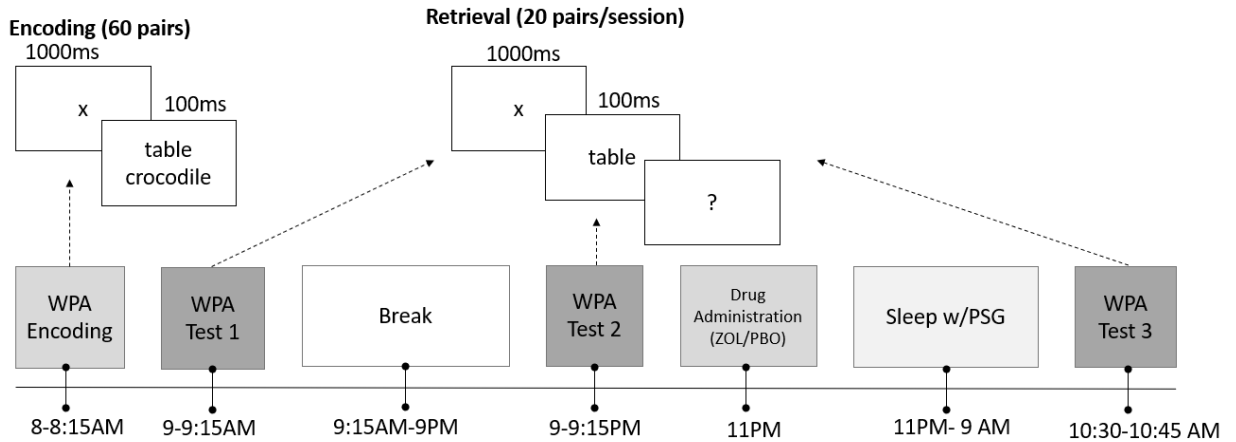 Encoding (60 pairs)
1000ms
x
100ms
table
crocodile
Retrieval (20 pairs/session)
1000ms
x
100ms
table
?
WPA
Encoding
WPA
Test 1
Break
WPA
Test 2
Drug
Administration
(ZOL/PBO)
Sleep w/PSG
WPA
Test 3
8-8:15AM
9-9:15AM
9:15AM-9PM
9-9:15PM
11PM
11PM- 9 AM
10:30-10:45 AM